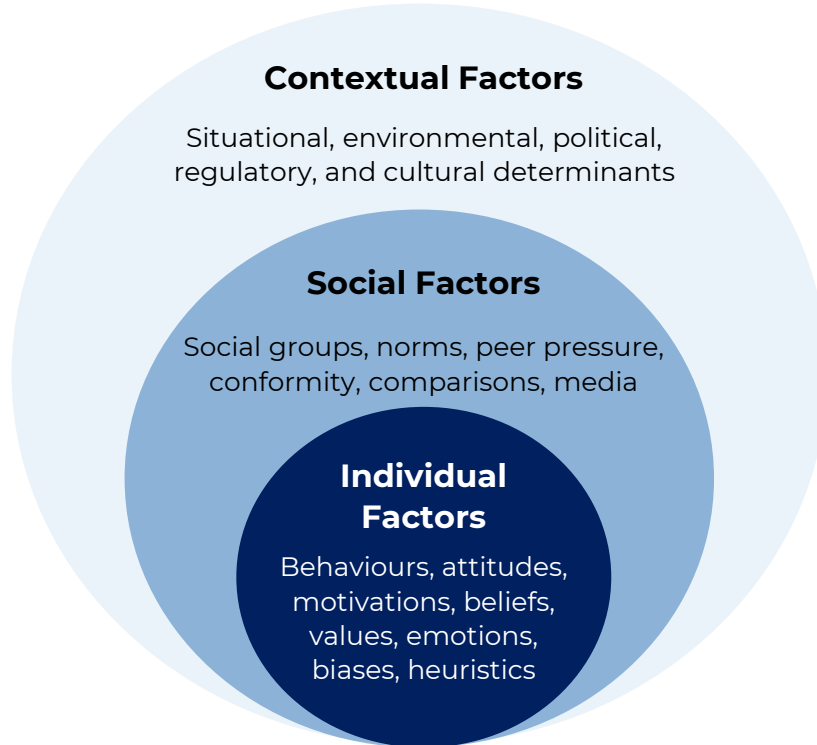 Contextual Factors
Situational, environmental, political,
regulatory, and cultural determinants
Social Factors
Social groups, norms, peer pressure,
conformity, comparisons, media
Individual
Factors
Behaviours, attitudes,
motivations, beliefs,
values, emotions,
biases, heuristics